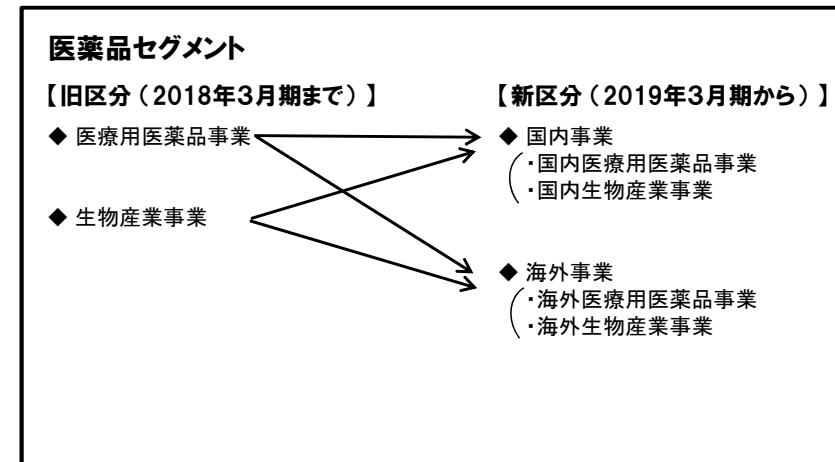 医薬品セグメント
【旧区分（2018年3月期まで）】
◆ 医療用医薬品事業
◆ 生物産業事業
【新区分（2019年3月期から）】
◆ 国内事業
・国内医療用医薬品事業
・国内生物産業事業
◆ 海外事業
・海外医療用医薬品事業
・海外生物産業事業